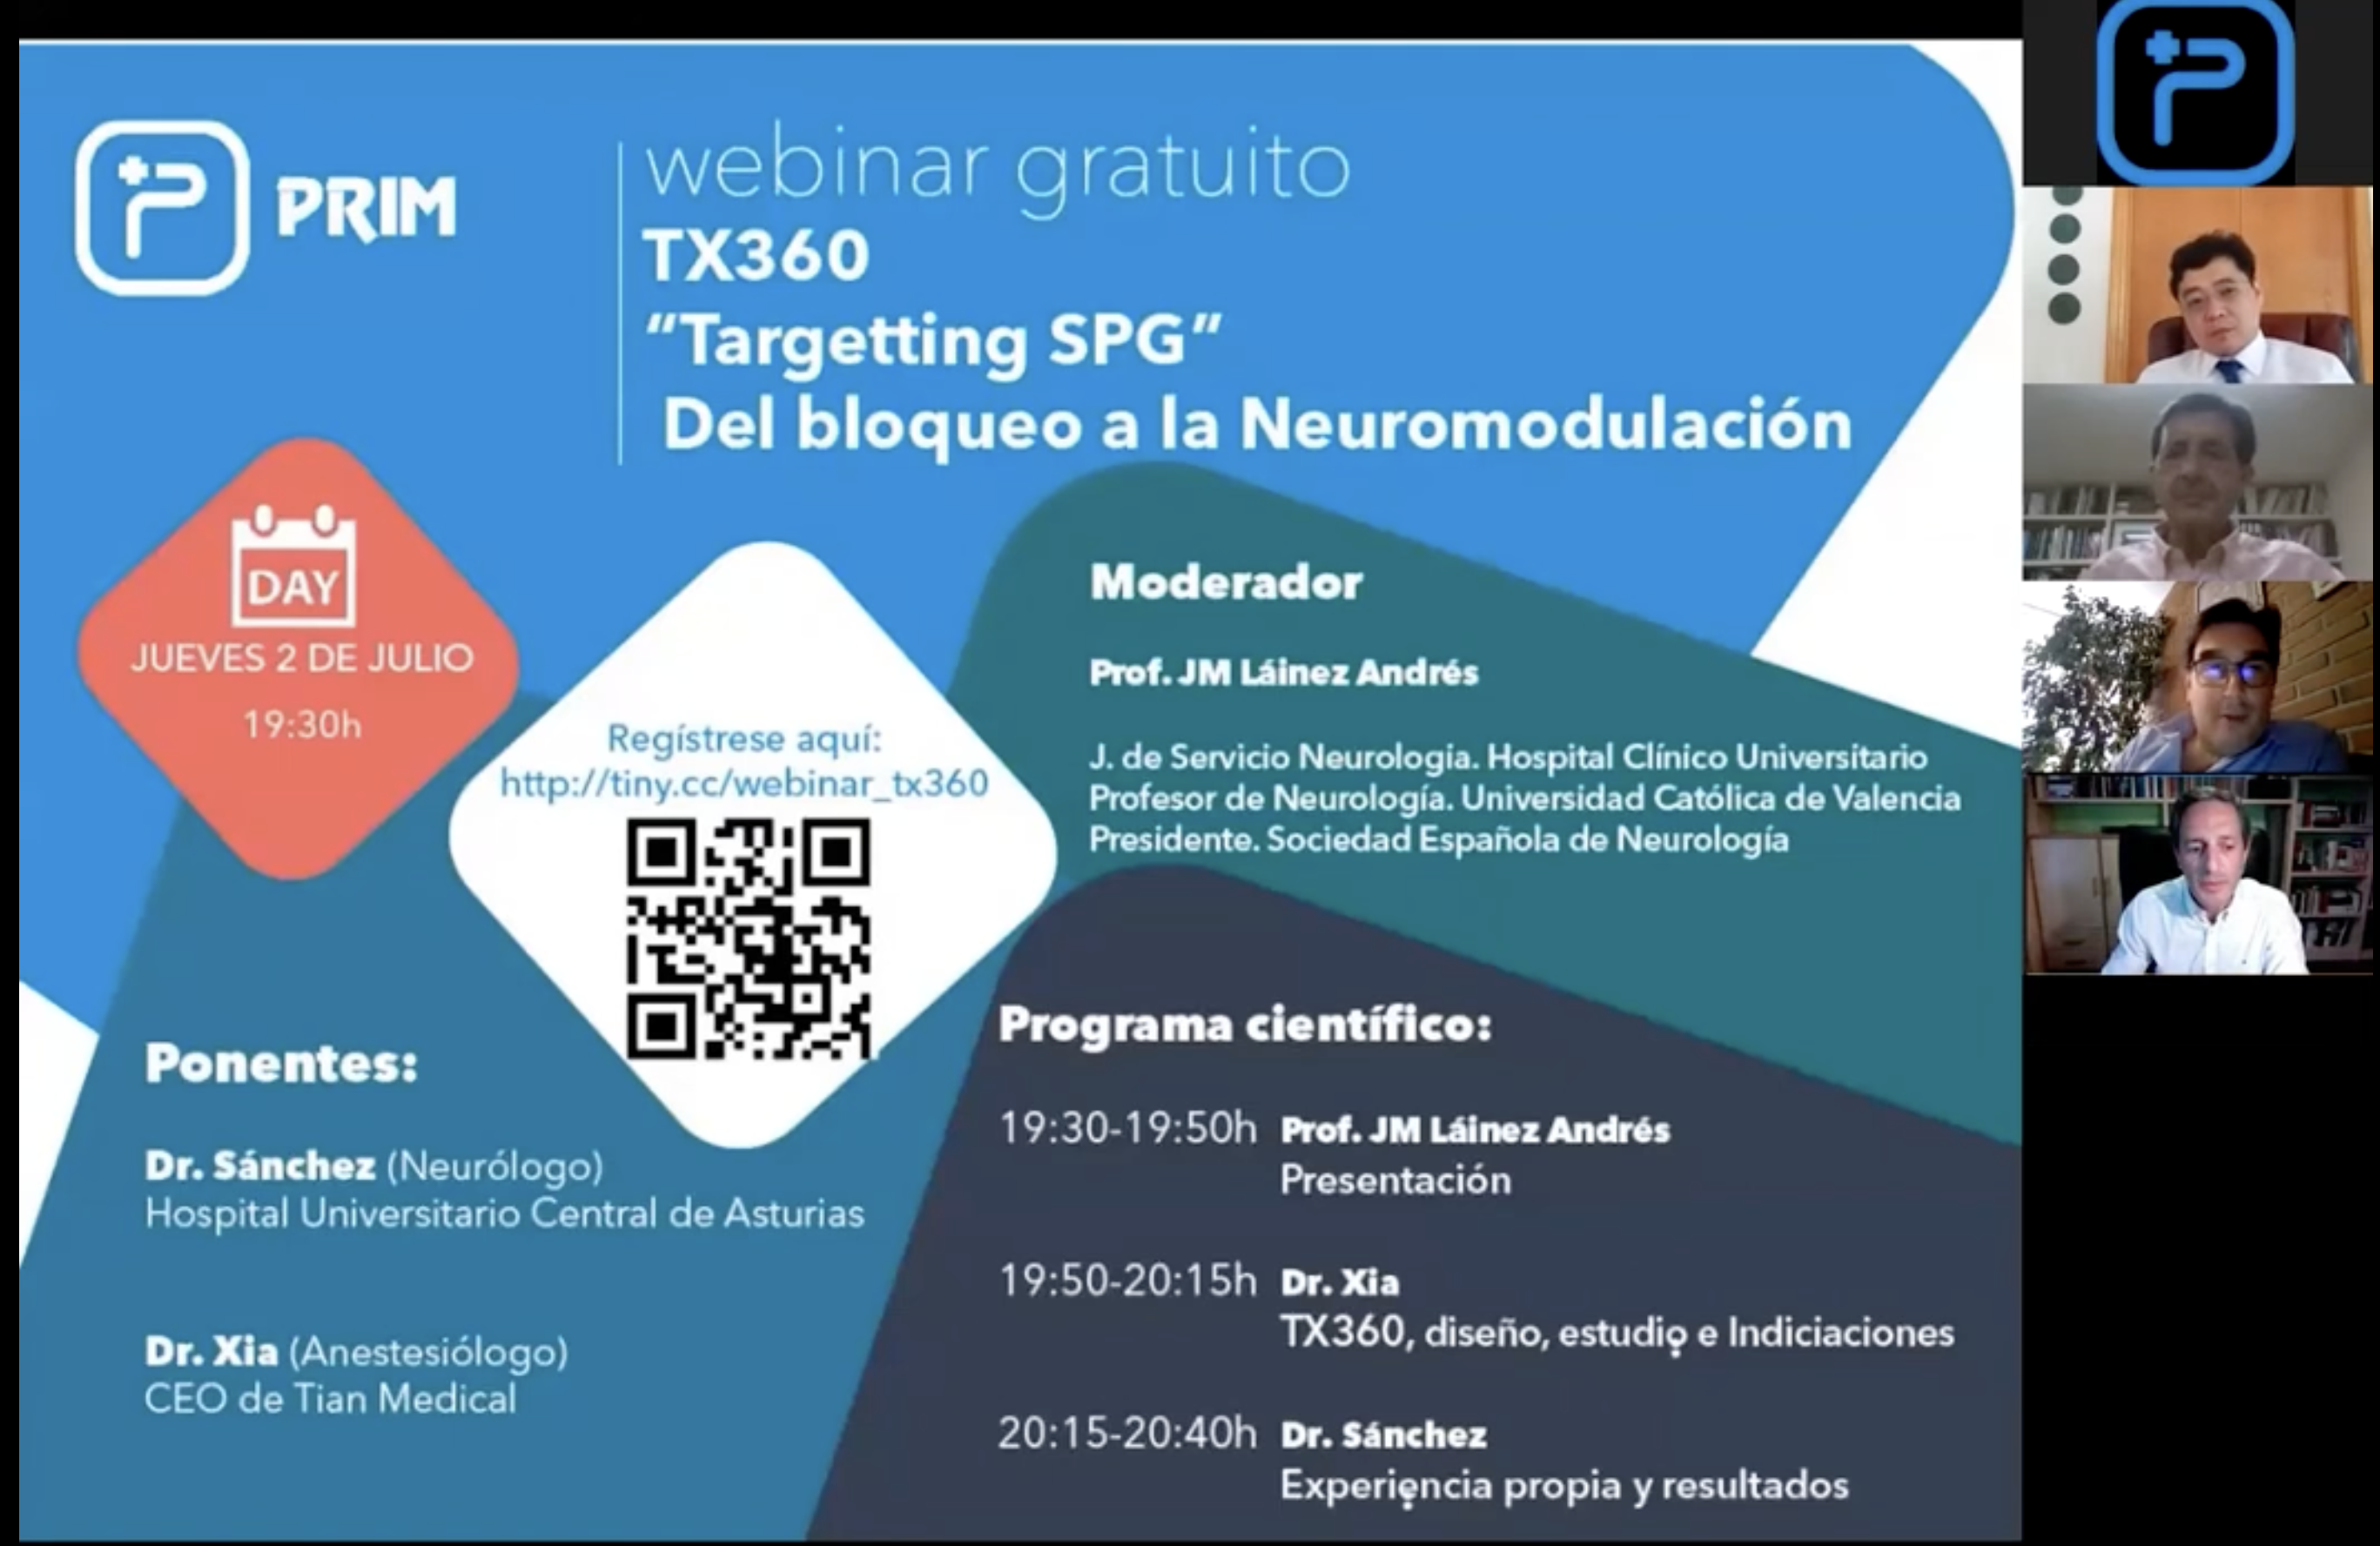 PRIM
webinar gratuito
TX360
“Targetting SPG”
Del bloqueo a la Neuromodulación
DAY
JUEVES 2 DE JULIO
19:30h
Regístrese aquí:
http://tiny.cc/webinar_tx360
Moderador
Prof. JM Láinez Andrés
J. de Servicio Neurología. Hospital Clínico Universítario
Profesor de Neurología. Universidad Católica de Valencia
Presidente. Sociedad Española de Neurología
Ponentes:
Dr. Sánchez (Neurólogo)
Hospital Universitario Central de Asturias
Dr. Xia (Anestesiólogo)
CEO de Tian Medical
Programa científico:
19:30-19:50h Prof. JM Láinez Andrés
Presentación
19:50-20:15h Dr. Xia
TX360, diseño, estudio e Indiciaciones
20:15-20:40h Dr. Sánchez
Experiencia propia y resultados